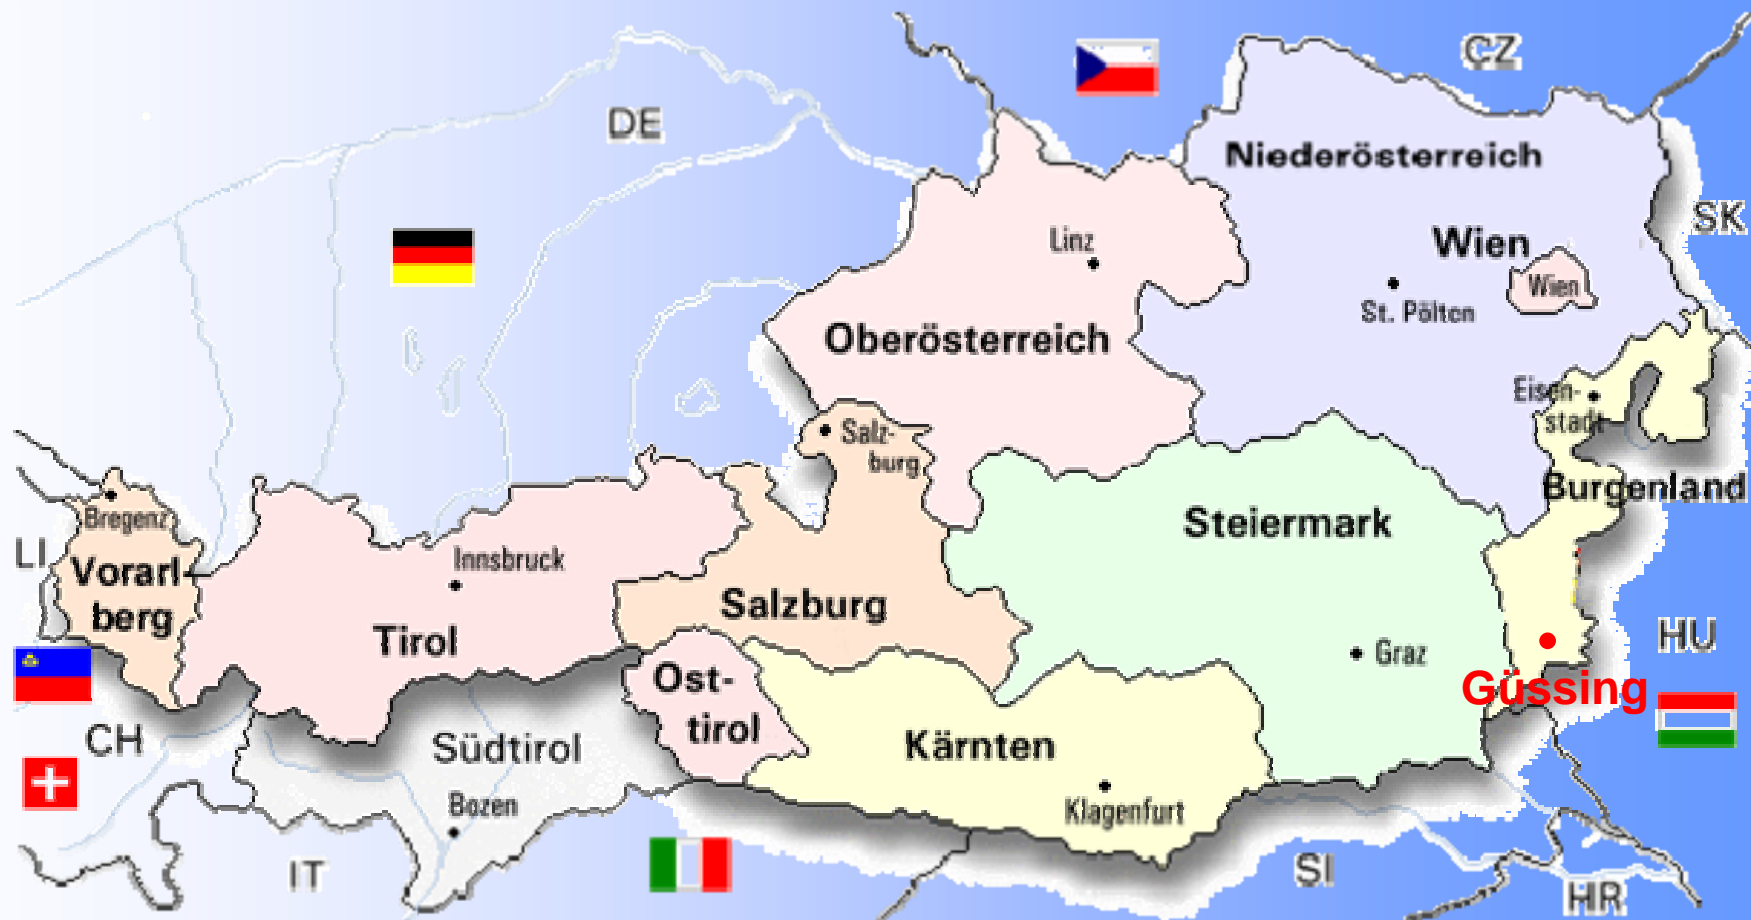 CZ
DE
Niederösterreich
SK
Linz
Wien
Wien
St. Pölten
Oberösterreich
Eisen-
stadt
Salz-
burg
Burgenland
Bregenz
Steiermark
LI
Innsbruck
Vorarl-
berg
Salzburg
Tirol
HU
Graz
Ost-
tirol
Güssing
CH
Südtirol
Kärnten
Bozen
Klagenfurt
IT
SI
HR